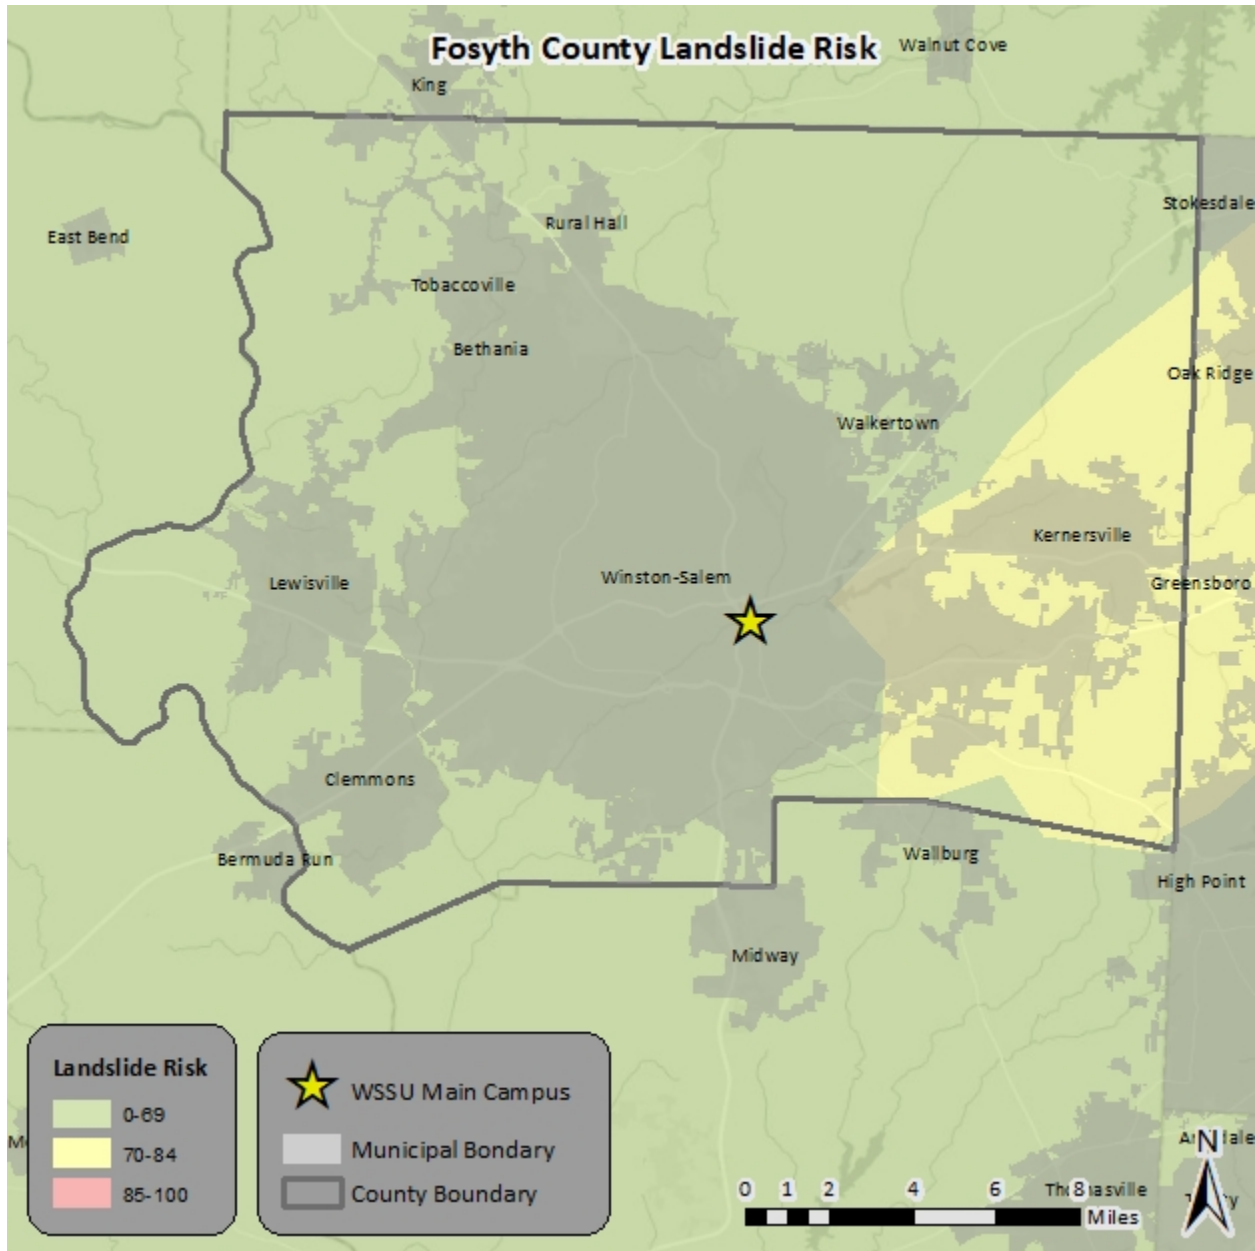 Fosyth County Landslide Risk
Walnut Cove
King
Stokesdale
Rural Hall
East Bend
Tobaccoville
Bethania
Oak Ridge
Walkertown
Kernersville
Winston-Salem
Lewisville
Greensboro
Clemmons
Bermuda Run
Wallburg
High Point
Midway
Landslide Risk
0-69
70-84
85-100
WSSU Main Campus
Municipal Bondary
County Boundary
N
0 1 2 4 6 8
Miles